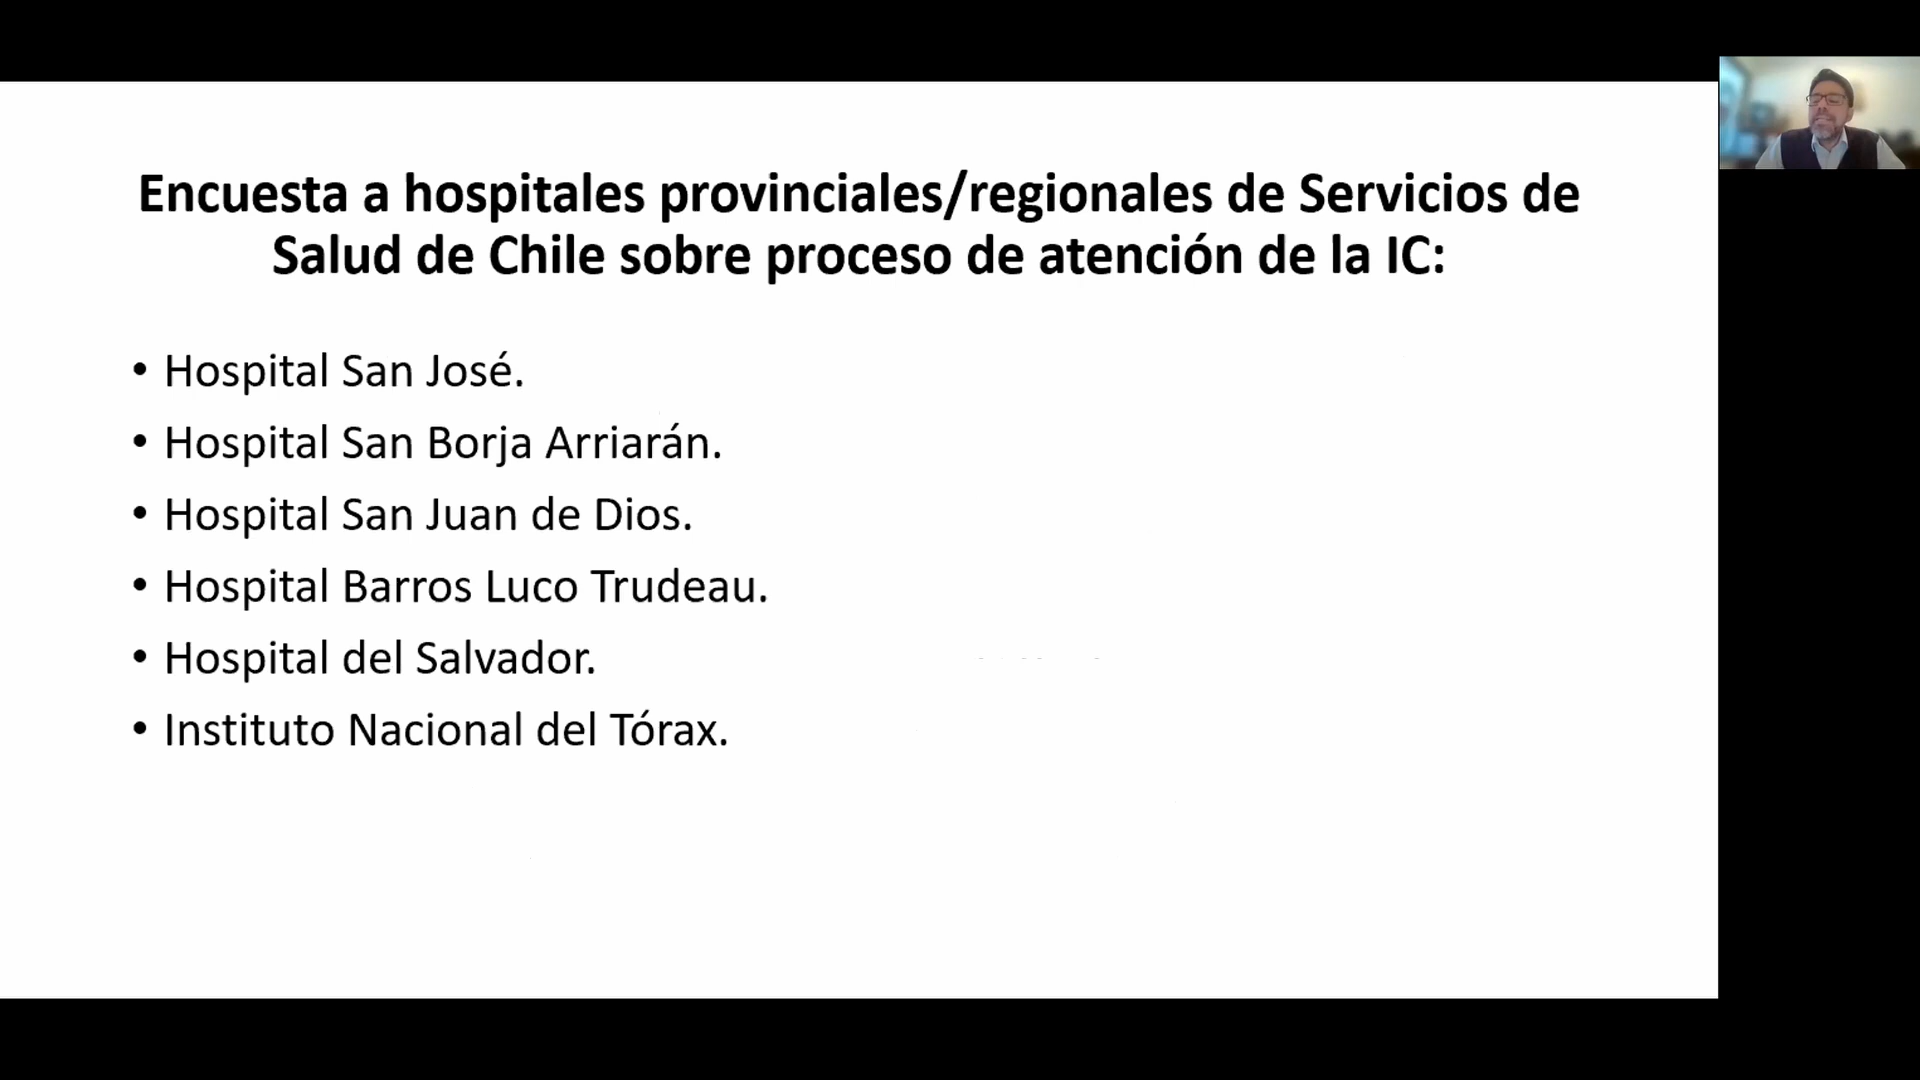 Encuesta a hospitales provinciales/regionales de Servicios de
Salud de Chile sobre proceso de atención de la IC:
• Hospital San José.
• Hospital San Borja Arriarán.
• Hospital San Juan de Dios.
• Hospital Barros Luco Trudeau.
• Hospital del Salvador.
• Instituto Nacional del Tórax.